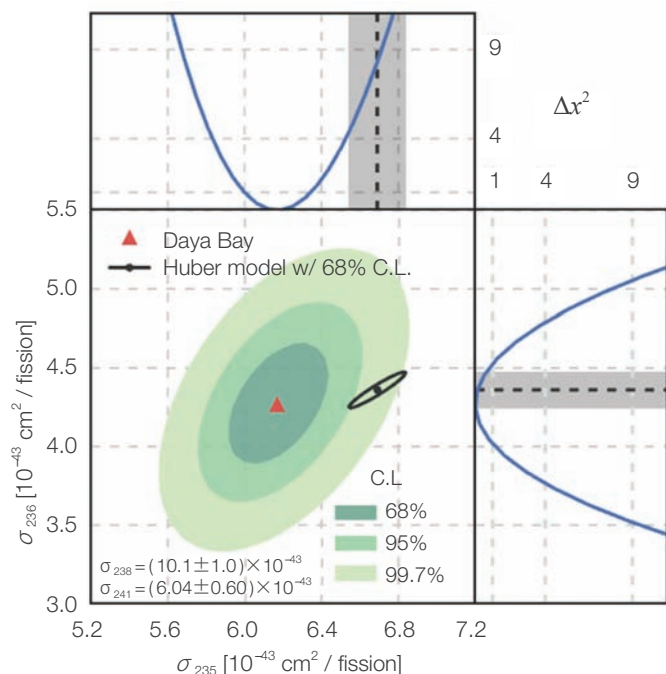 9
4
1 4 9
Δx²
5.5
5.0
4.5
4.0
3.5
3.0
σ₂₃₆ [10⁻⁴³ cm² / fission]
Daya Bay
Huber model w/ 68% C.L.
C.L
68%
95%
99.7%
σ₂₃₈=(10.1±1.0)×10⁻⁴³
σ₂₄₁=(6.04±0.60)×10⁻⁴³
5.2 5.6 6.0 6.4 6.8 7.2
σ₂₃₅ [10⁻⁴³ cm² / fission]